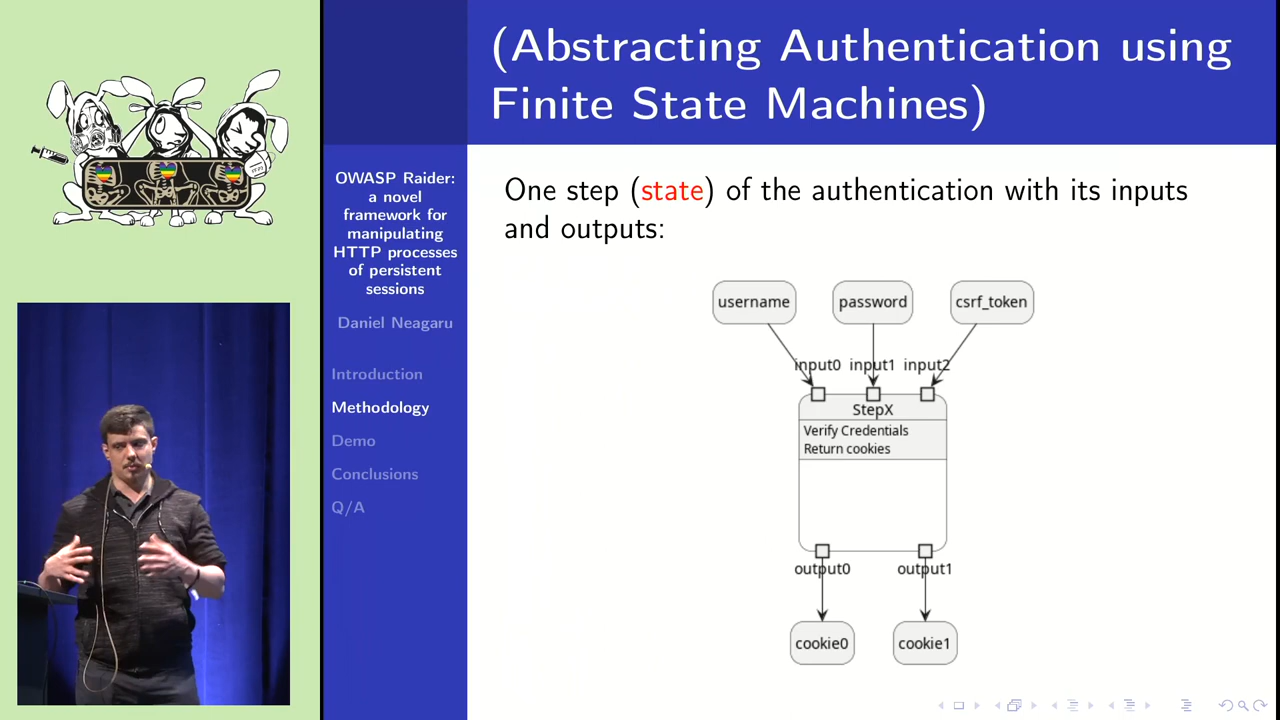 (Abstracting Authentication using
Finite State Machines)
OWASP Raider:
a novel
framework for
manipulating
HTTP processes
of persistent
sessions
Daniel Neagaru
Introduction
Methodology
Demo
Conclusions
Q/A
One step (state) of the authentication with its inputs
and outputs:
username password csrf_token
input0 input1 input2
StepX
Verify Credentials
Return cookies
output0 output1
cookie0 cookie1